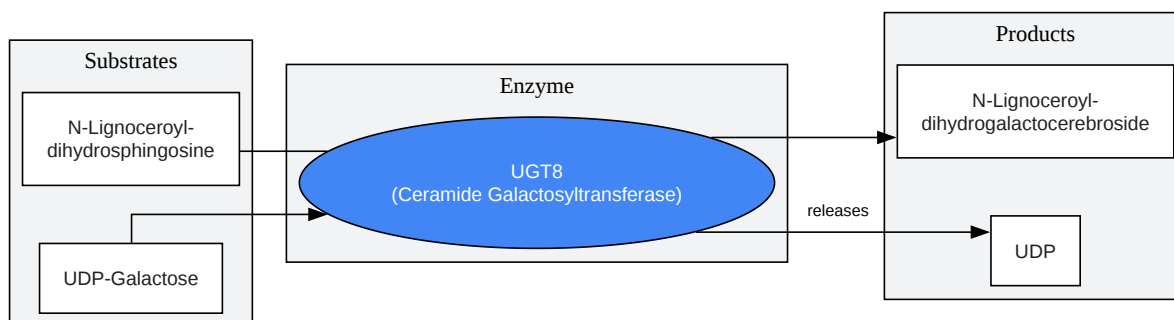 Substrates
N-Lignoceroyl-
dihydrosphingosine
UDP-Galactose
Enzyme
UGT8
(Ceramide Galactosyltransferase)
releases
Products
N-Lignoceroyl-
dihydrogalactocerebroside
UDP